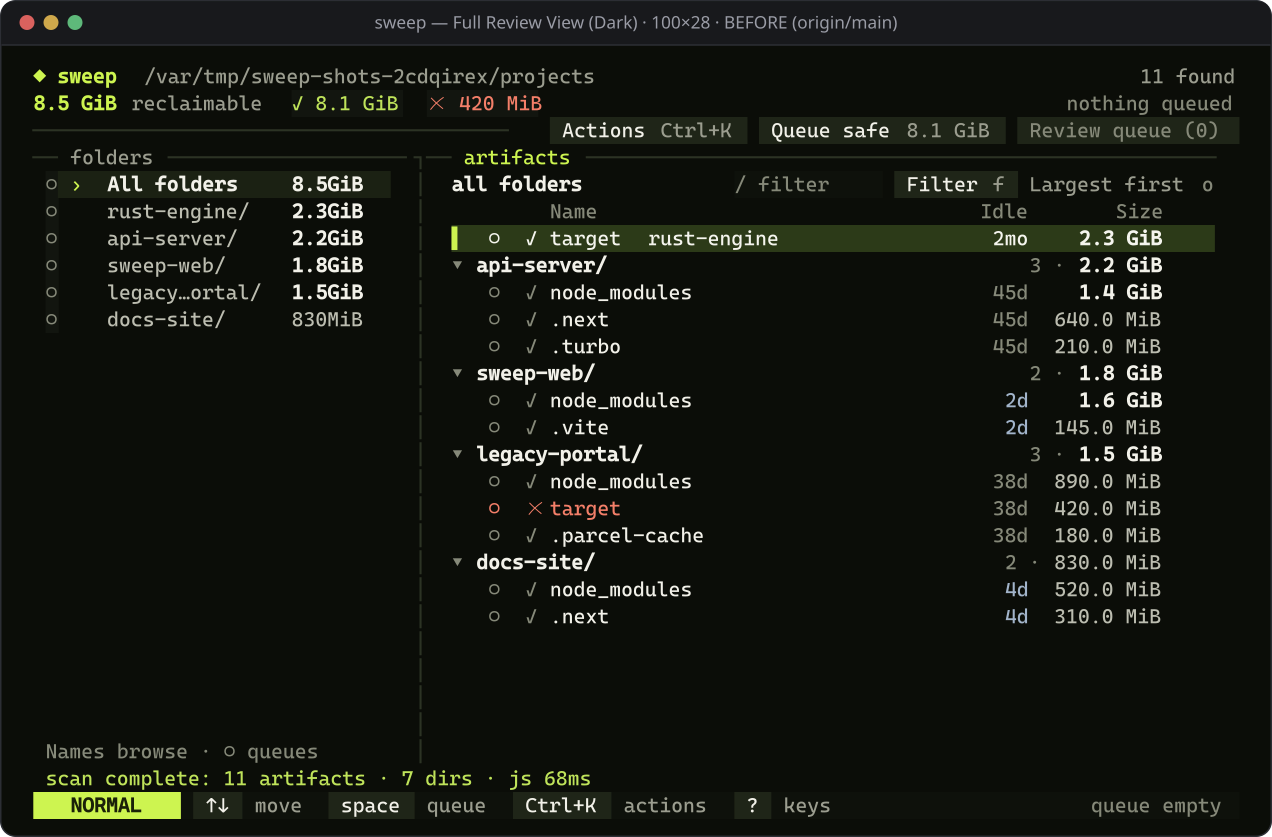 sweep — Full Review View (Dark) · 100×28 · BEFORE (origin/main)
◆ sweep /var/tmp/sweep-shots-2cdqirex/projects 11 found
8.5 GiB reclaimable ✓ 8.1 GiB ✕ 420 MiB nothing queued
Actions Ctrl+K Queue safe 8.1 GiB Review queue (0)
folders
○ › All folders 8.5GiB
○ rust-engine/ 2.3GiB
○ api-server/ 2.2GiB
○ sweep-web/ 1.8GiB
○ legacy…ortal/ 1.5GiB
○ docs-site/ 830MiB
artifacts
all folders / filter Filter f Largest first o
Name Idle Size
○ ✓ target rust-engine 2mo 2.3 GiB
▾ api-server/ 3 · 2.2 GiB
○ ✓ node_modules 45d 1.4 GiB
○ ✓ .next 45d 640.0 MiB
○ ✓ .turbo 45d 210.0 MiB
▾ sweep-web/ 2 · 1.8 GiB
○ ✓ node_modules 2d 1.6 GiB
○ ✓ .vite 2d 145.0 MiB
▾ legacy-portal/ 3 · 1.5 GiB
○ ✓ node_modules 38d 890.0 MiB
○ ✕ target 38d 420.0 MiB
○ ✓ .parcel-cache 38d 180.0 MiB
▾ docs-site/ 2 · 830.0 MiB
○ ✓ node_modules 4d 520.0 MiB
○ ✓ .next 4d 310.0 MiB
Names browse · ○ queues
scan complete: 11 artifacts · 7 dirs · js 68ms
NORMAL ↑↓ move space queue Ctrl+K actions ? keys queue empty